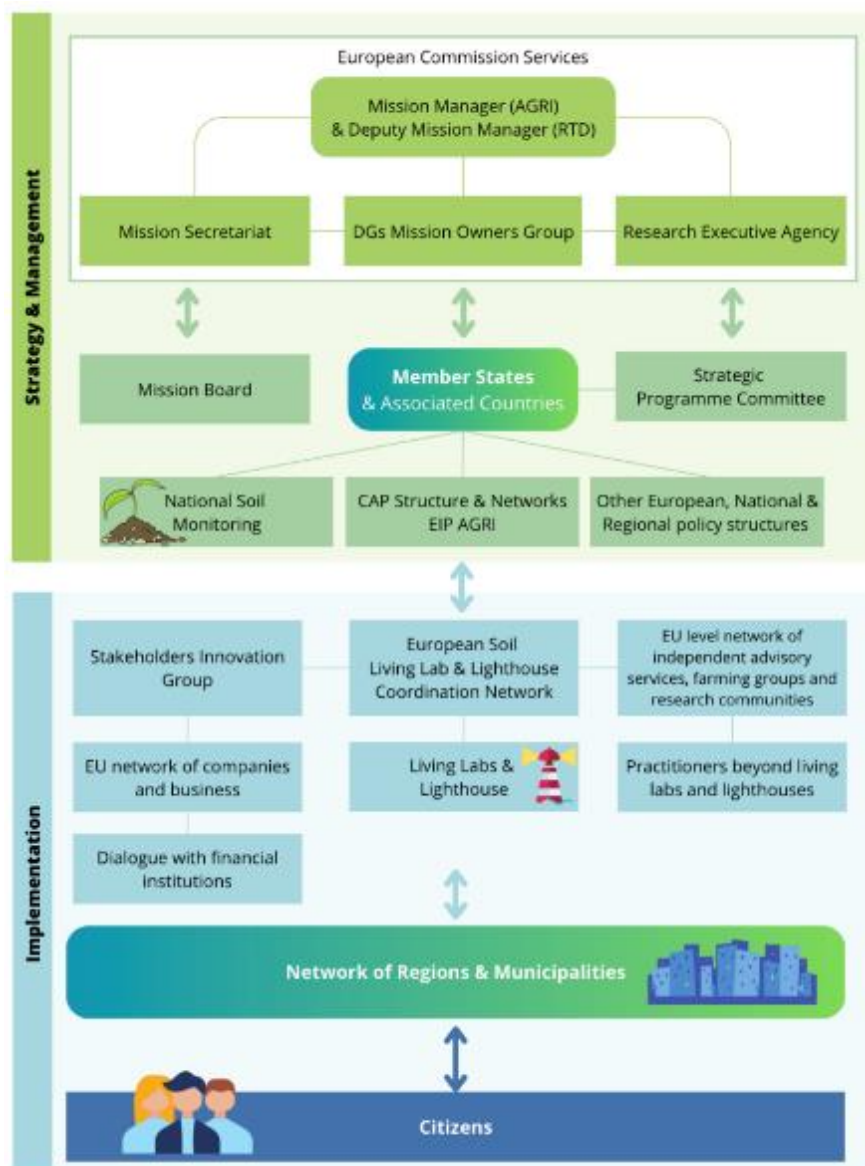 Strategy & Management
European Commission Services
Mission Manager (AGRI)
& Deputy Mission Manager (RTD)
Mission Secretariat
DGs Mission Owners Group
Research Executive Agency
Mission Board
Member States
& Associated Countries
Strategic
Programme Committee
National Soil
Monitoring
CAP Structure & Networks
EIP AGRI
Other European, National &
Regional policy structures
Implementation
Stakeholders Innovation
Group
European Soil
Living Lab & Lighthouse
Coordination Network
EU level network of
independent advisory
services, farming groups and
research communities
EU network of companies
and business
Living Labs &
Lighthouse
Practitioners beyond living
labs and lighthouses
Dialogue with financial
institutions
Network of Regions & Municipalities
Citizens